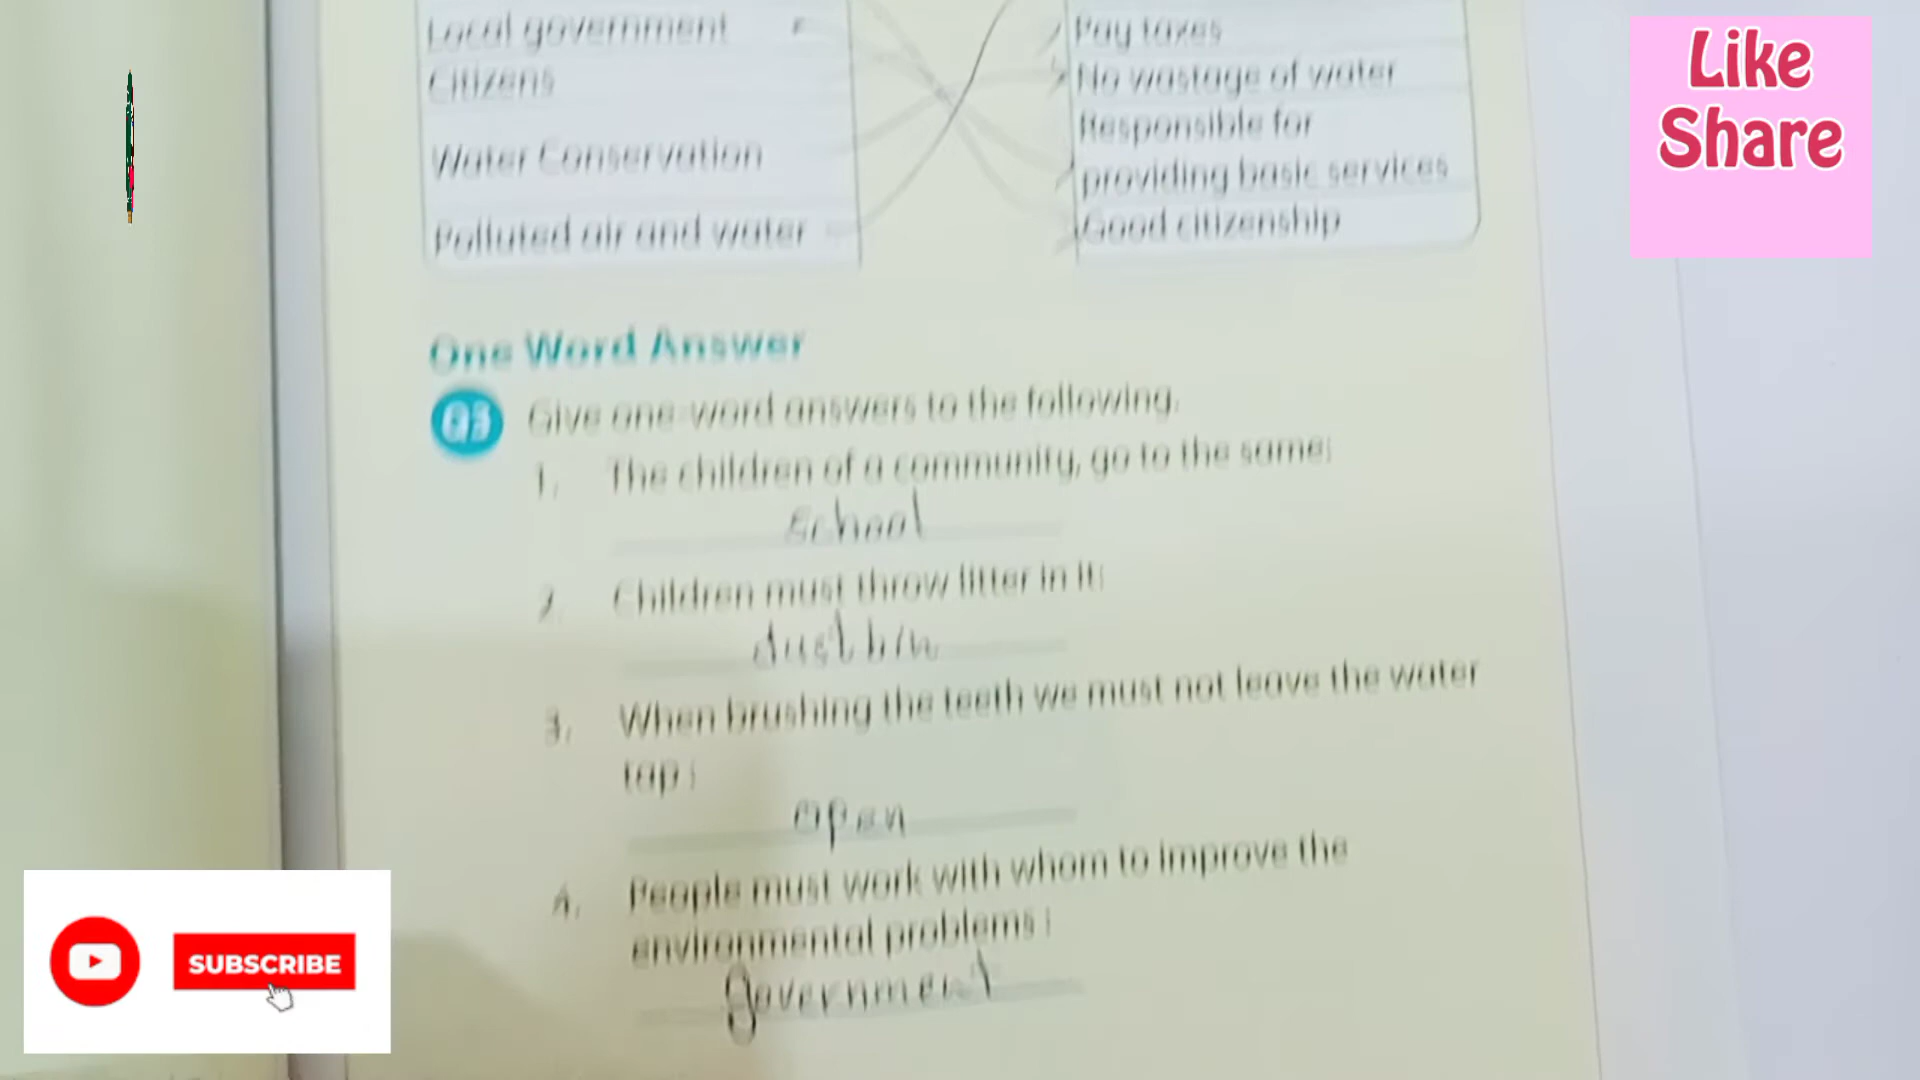 Local government
Citizens
Water Conservation
Polluted air and water
Pay taxes
No wastage of water
Responsible for
providing basic services
Good citizenship
Like
Share
One Word Answer
Q3 Give one-word answers to the following.
1. The children of a community, go to the same:
school
2. Children must throw litter in it:
dustbin
3. When brushing the teeth we must not leave the water
tap :
open
4. People must work with whom to improve the
environmental problems :
government
SUBSCRIBE